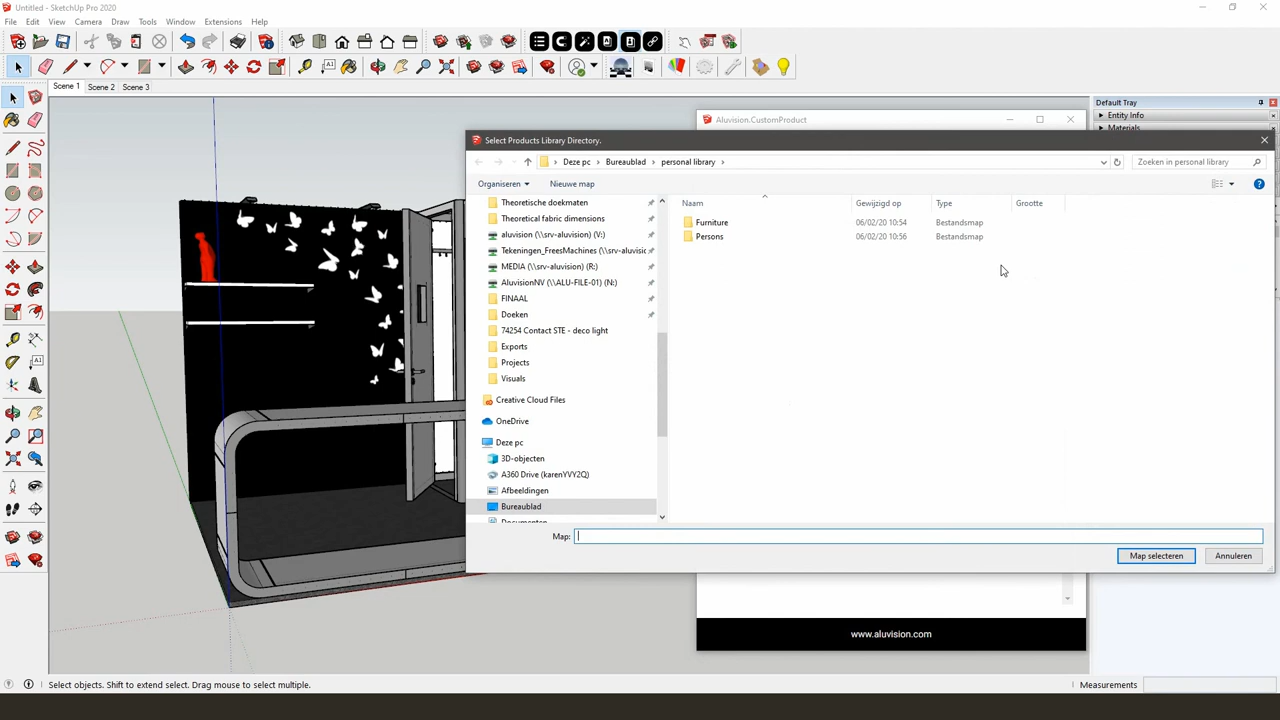 Untitled - SketchUp Pro 2020
File Edit View Camera Draw Tools Window Extensions Help
Scene 1 Scene 2 Scene 3
Default Tray
Entity Info
Materials
Aluvision.CustomProduct
Select Products Library Directory.
Deze pc › Bureaublad › personal library ›
Zoeken in personal library
Organiseren Nieuwe map
Naam Gewijzigd op Type Grootte
Furniture 06/02/20 10:54 Bestandsmap
Persons 06/02/20 10:56 Bestandsmap
Theoretische doekmaten
Theoretical fabric dimensions
aluvision (\\srv-aluvision) (V:)
Tekeningen_FreesMachines (\\srv-aluvisic
MEDIA (\\srv-aluvision) (R:)
AluvisionNV (\\ALU-FILE-01) (N:)
FINAAL
Doeken
74254 Contact STE - deco light
Exports
Projects
Visuals
Creative Cloud Files
OneDrive
Deze pc
3D-objecten
A360 Drive (karenYVY2Q)
Afbeeldingen
Bureaublad
Documenten
Map:
Map selecteren Annuleren
www.aluvision.com
Select objects. Shift to extend select. Drag mouse to select multiple.
Measurements